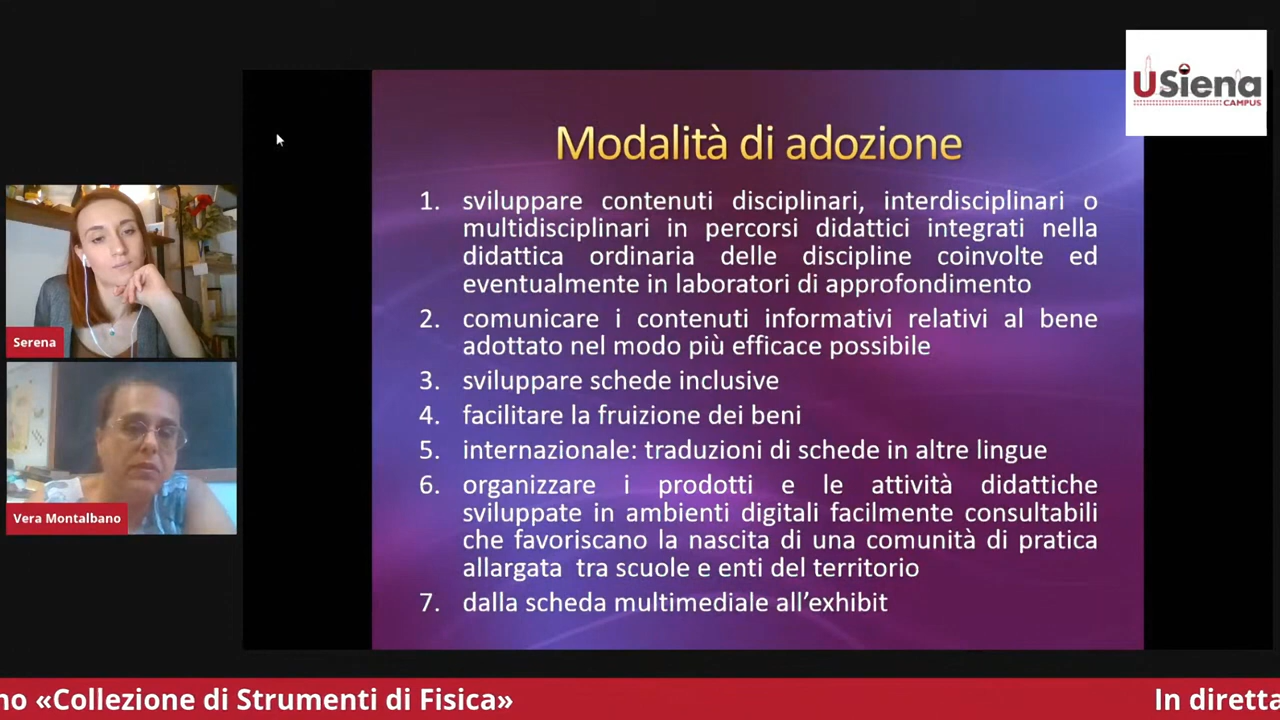 USiena
CAMPUS
Modalità di adozione
1. sviluppare contenuti disciplinari, interdisciplinari o
multidisciplinari in percorsi didattici integrati nella
didattica ordinaria delle discipline coinvolte ed
eventualmente in laboratori di approfondimento
2. comunicare i contenuti informativi relativi al bene
adottato nel modo più efficace possibile
3. sviluppare schede inclusive
4. facilitare la fruizione dei beni
5. internazionale: traduzioni di schede in altre lingue
6. organizzare i prodotti e le attività didattiche
sviluppate in ambienti digitali facilmente consultabili
che favoriscano la nascita di una comunità di pratica
allargata tra scuole e enti del territorio
7. dalla scheda multimediale all’exhibit
Serena
Vera Montalbano
no «Collezione di Strumenti di Fisica»
In diretta